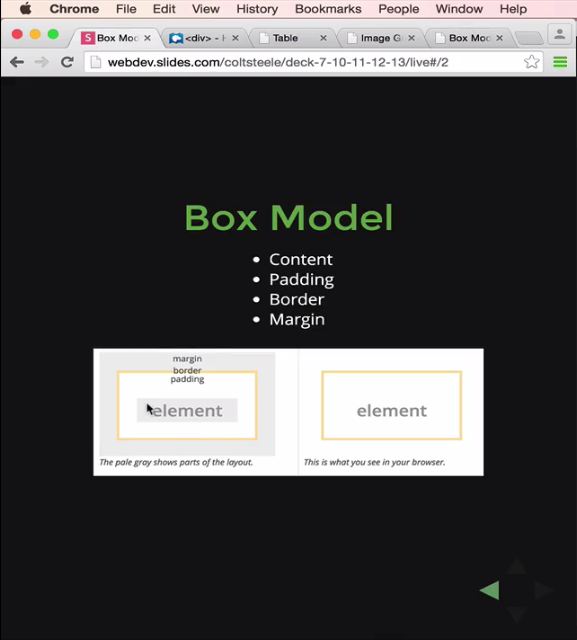 Chrome File Edit View History Bookmarks People Window Help
Box Mod <div> - H Table Image G Box Mod
webdev.slides.com/coltsteele/deck-7-10-11-12-13/live#/2
Box Model
Content
Padding
Border
Margin
margin
border
padding
element
element
The pale gray shows parts of the layout.
This is what you see in your browser.